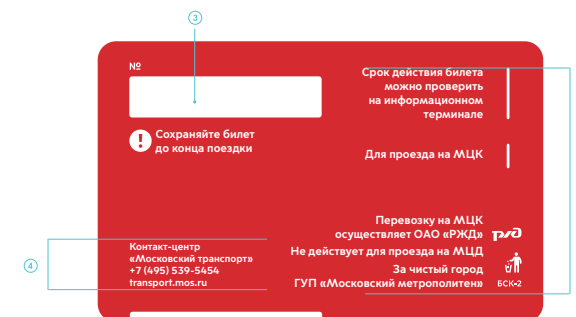 3
№
Срок действия билета
можно проверить
на информационном
терминале
Сохраняйте билет
до конца поездки
Для проезда на МЦК
Перевозку на МЦК
осуществляет ОАО «РЖД»
ржд
Не действует для проезда на МЦД
За чистый город
ГУП «Московский метрополитен»
БСК-2
4
Контакт-центр
«Московский транспорт»
+7 (495) 539-5454
transport.mos.ru